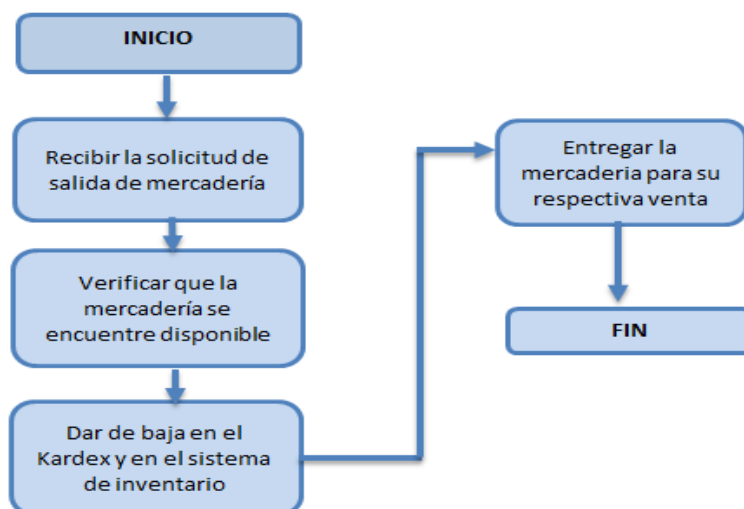 INICIO
Recibir la solicitud de
salida de mercadería
Verificar que la
mercadería se
encuentre disponible
Dar de baja en el
Kardex y en el sistema
de inventario
Entregar la
mercaderia para su
respectiva venta
FIN